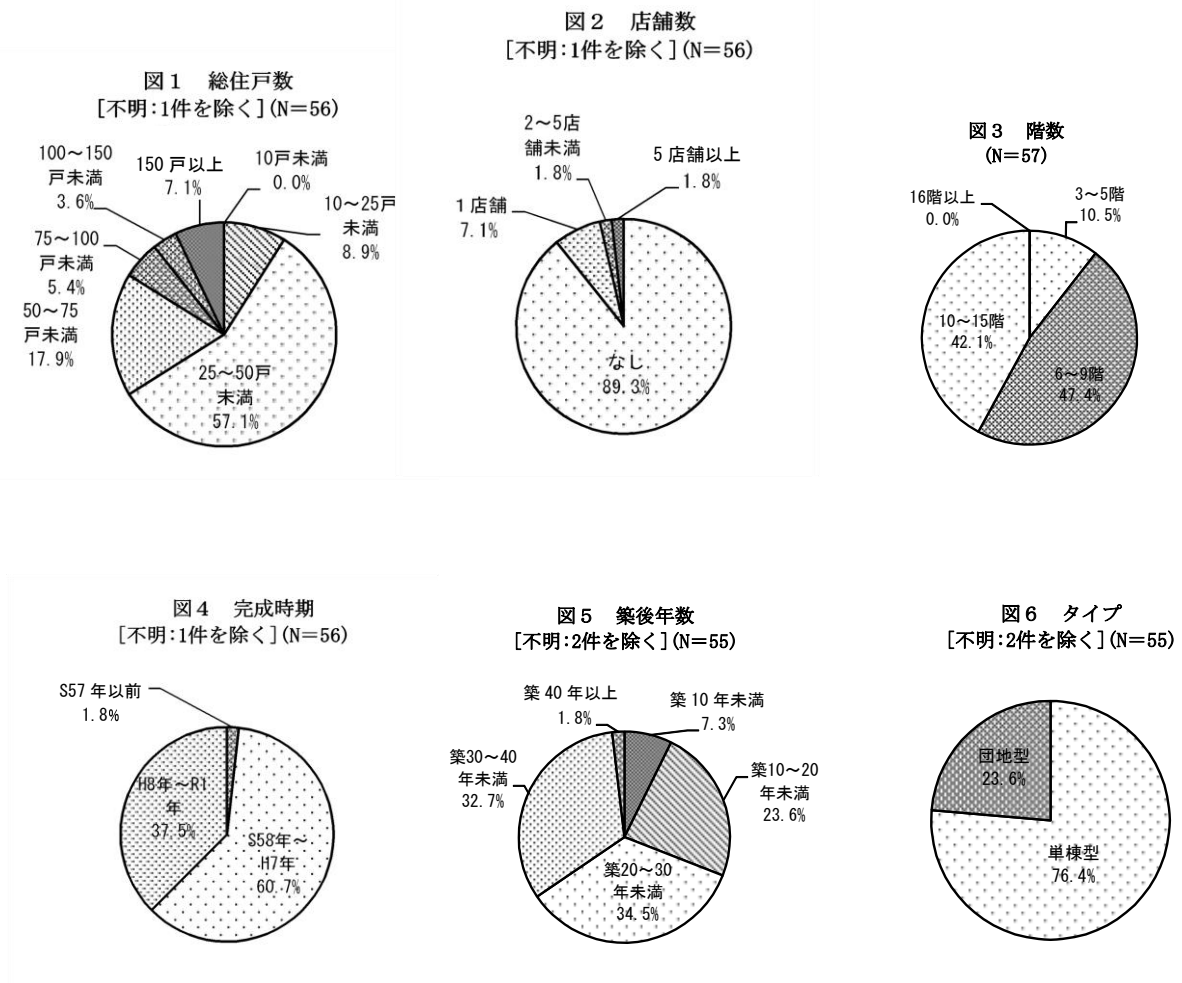 図１　総住戸数
[不明:1件を除く](N＝56)
10戸未満
0.0%
10～25戸
未満
8.9%
25～50戸
未満
57.1%
50～75
戸未満
17.9%
75～100
戸未満
5.4%
100～150
戸未満
3.6%
150 戸以上
7.1%
図２　店舗数
[不明:1件を除く](N＝56)
2～5店
舗未満
1.8%
5 店舗以上
1.8%
1 店舗
7.1%
なし
89.3%
図３　階数
(N=57)
16階以上
0.0%
3～5階
10.5%
10～15階
42.1%
6～9階
47.4%
図４　完成時期
[不明:1件を除く](N＝56)
S57 年以前
1.8%
H8年～R1
年
37.5%
S58年～
H7年
60.7%
図５　築後年数
[不明:2件を除く](N=55)
築 40 年以上
1.8%
築 10 年未満
7.3%
築30～40
年未満
32.7%
築10～20
年未満
23.6%
築20～30
年未満
34.5%
図６　タイプ
[不明:2件を除く](N=55)
団地型
23.6%
単棟型
76.4%